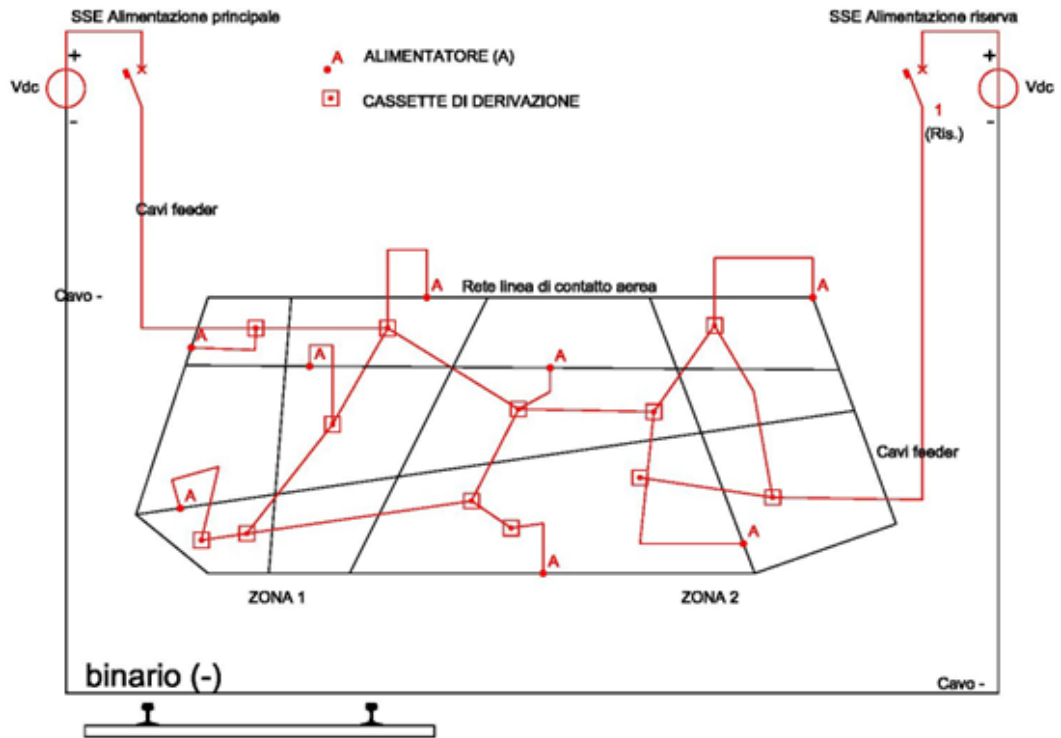 SSE Alimentazione principale
SSE Alimentazione riserva
+
A ALIMENTATORE (A)
+
Vdc
Vdc
CASSETTE DI DERIVAZIONE
1
-
-
(Ris.)
Cavi feeder
Cavo -
A
Rete linea di contatto aerea
A
A
A
A
Cavi feeder
A
A
A
ZONA 1
ZONA 2
binario (-)
Cavo -